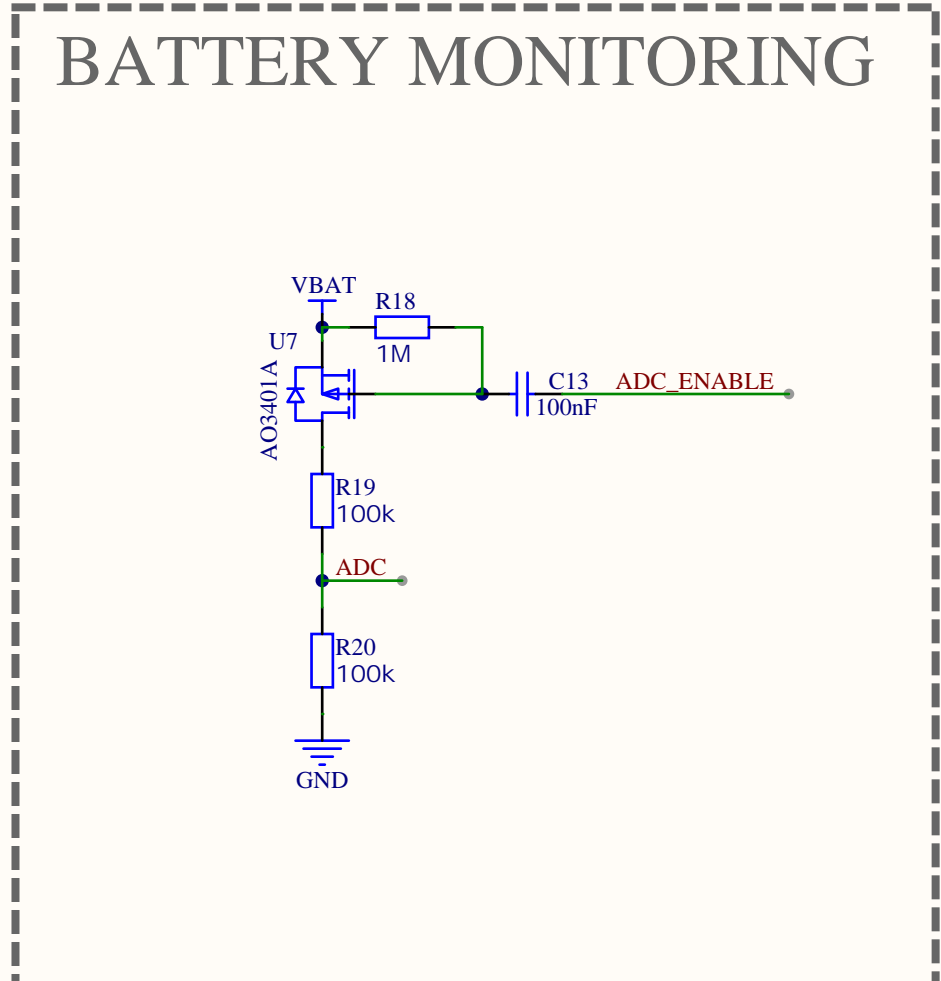 BATTERY MONITORING
VBAT
R18
U7
1M
AO3401A
C13
ADC_ENABLE
100nF
R19
100k
ADC
R20
100k
GND